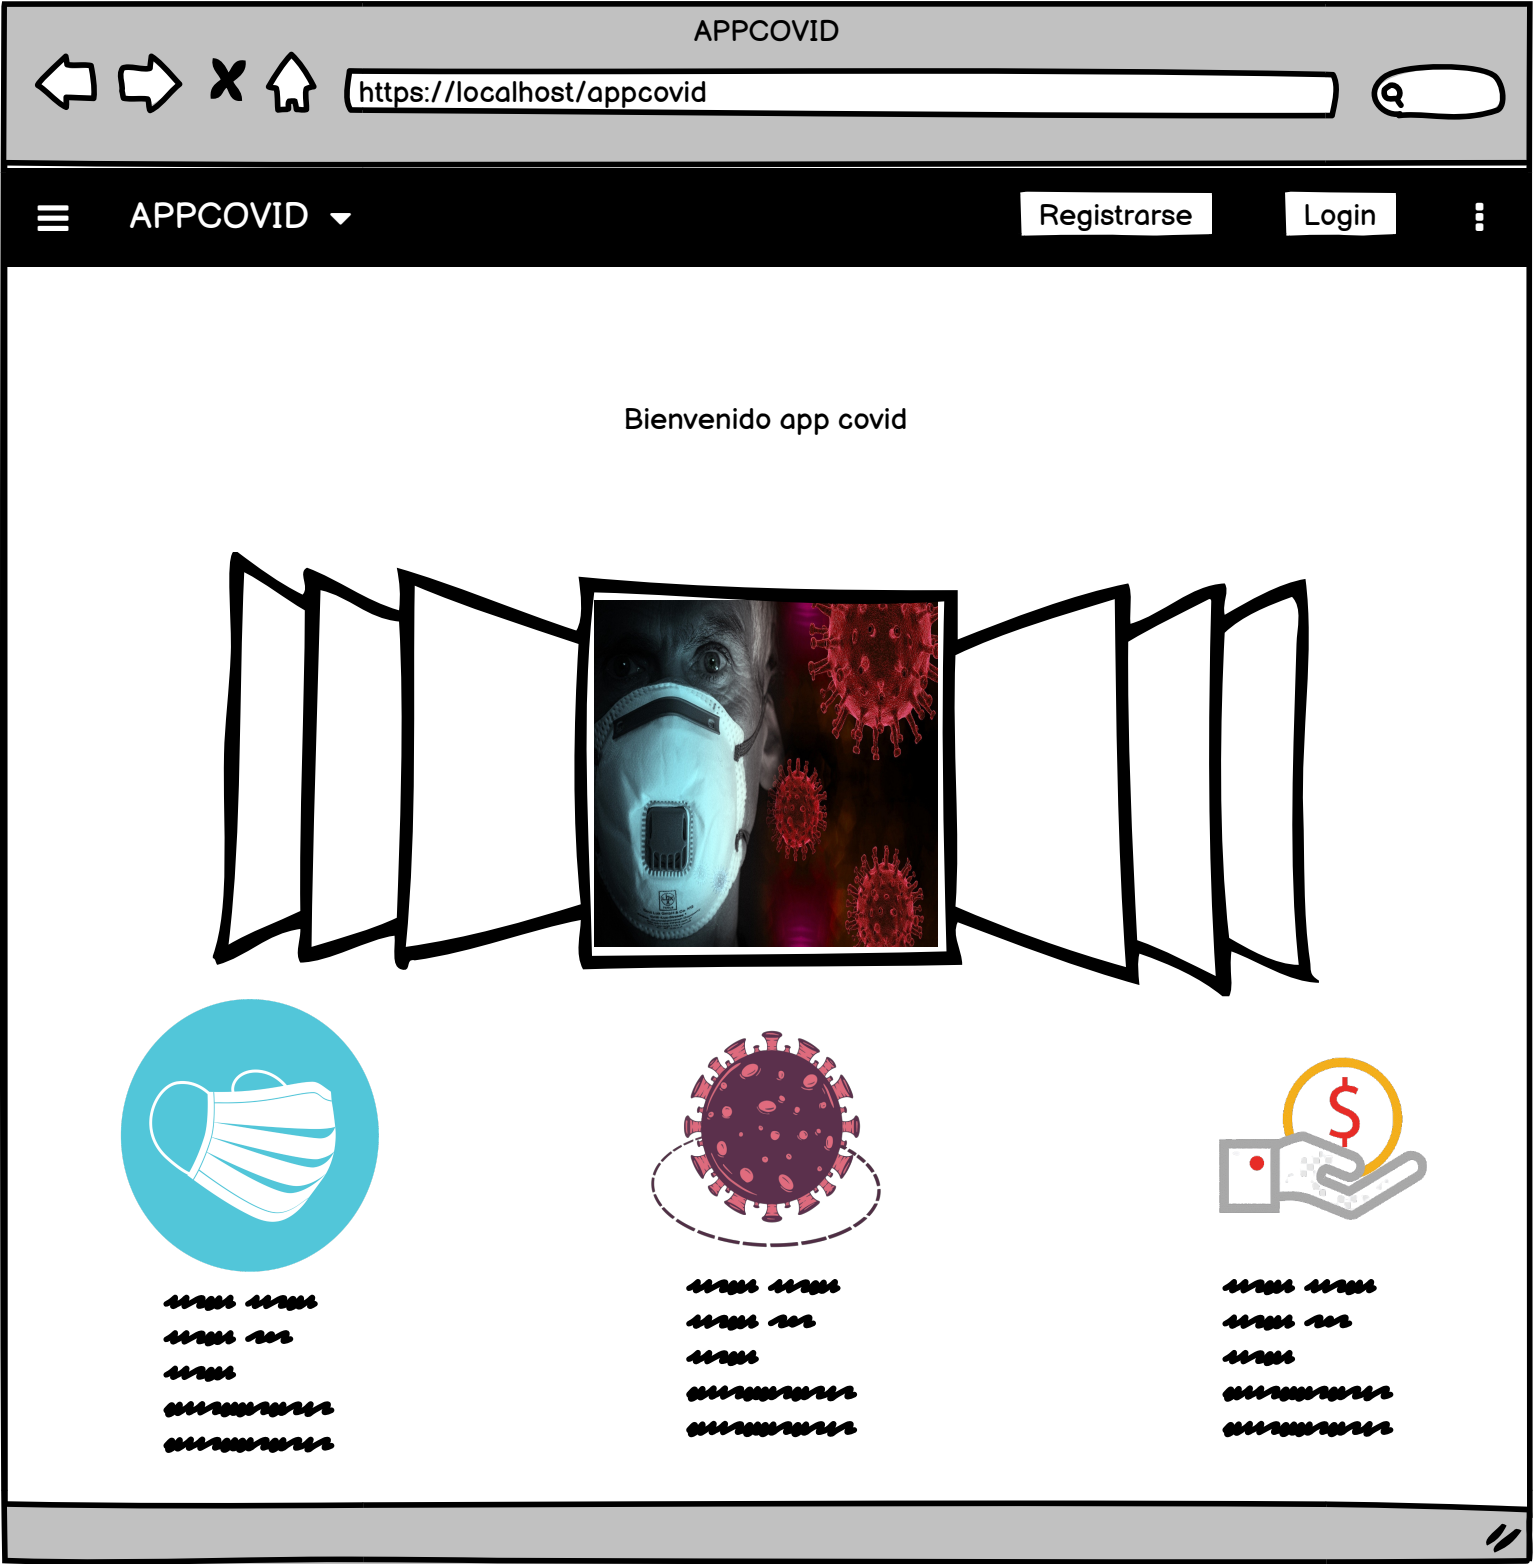 APPCOVID
https://localhost/appcovid
APPCOVID
Registrarse
Login
Bienvenido app covid
$